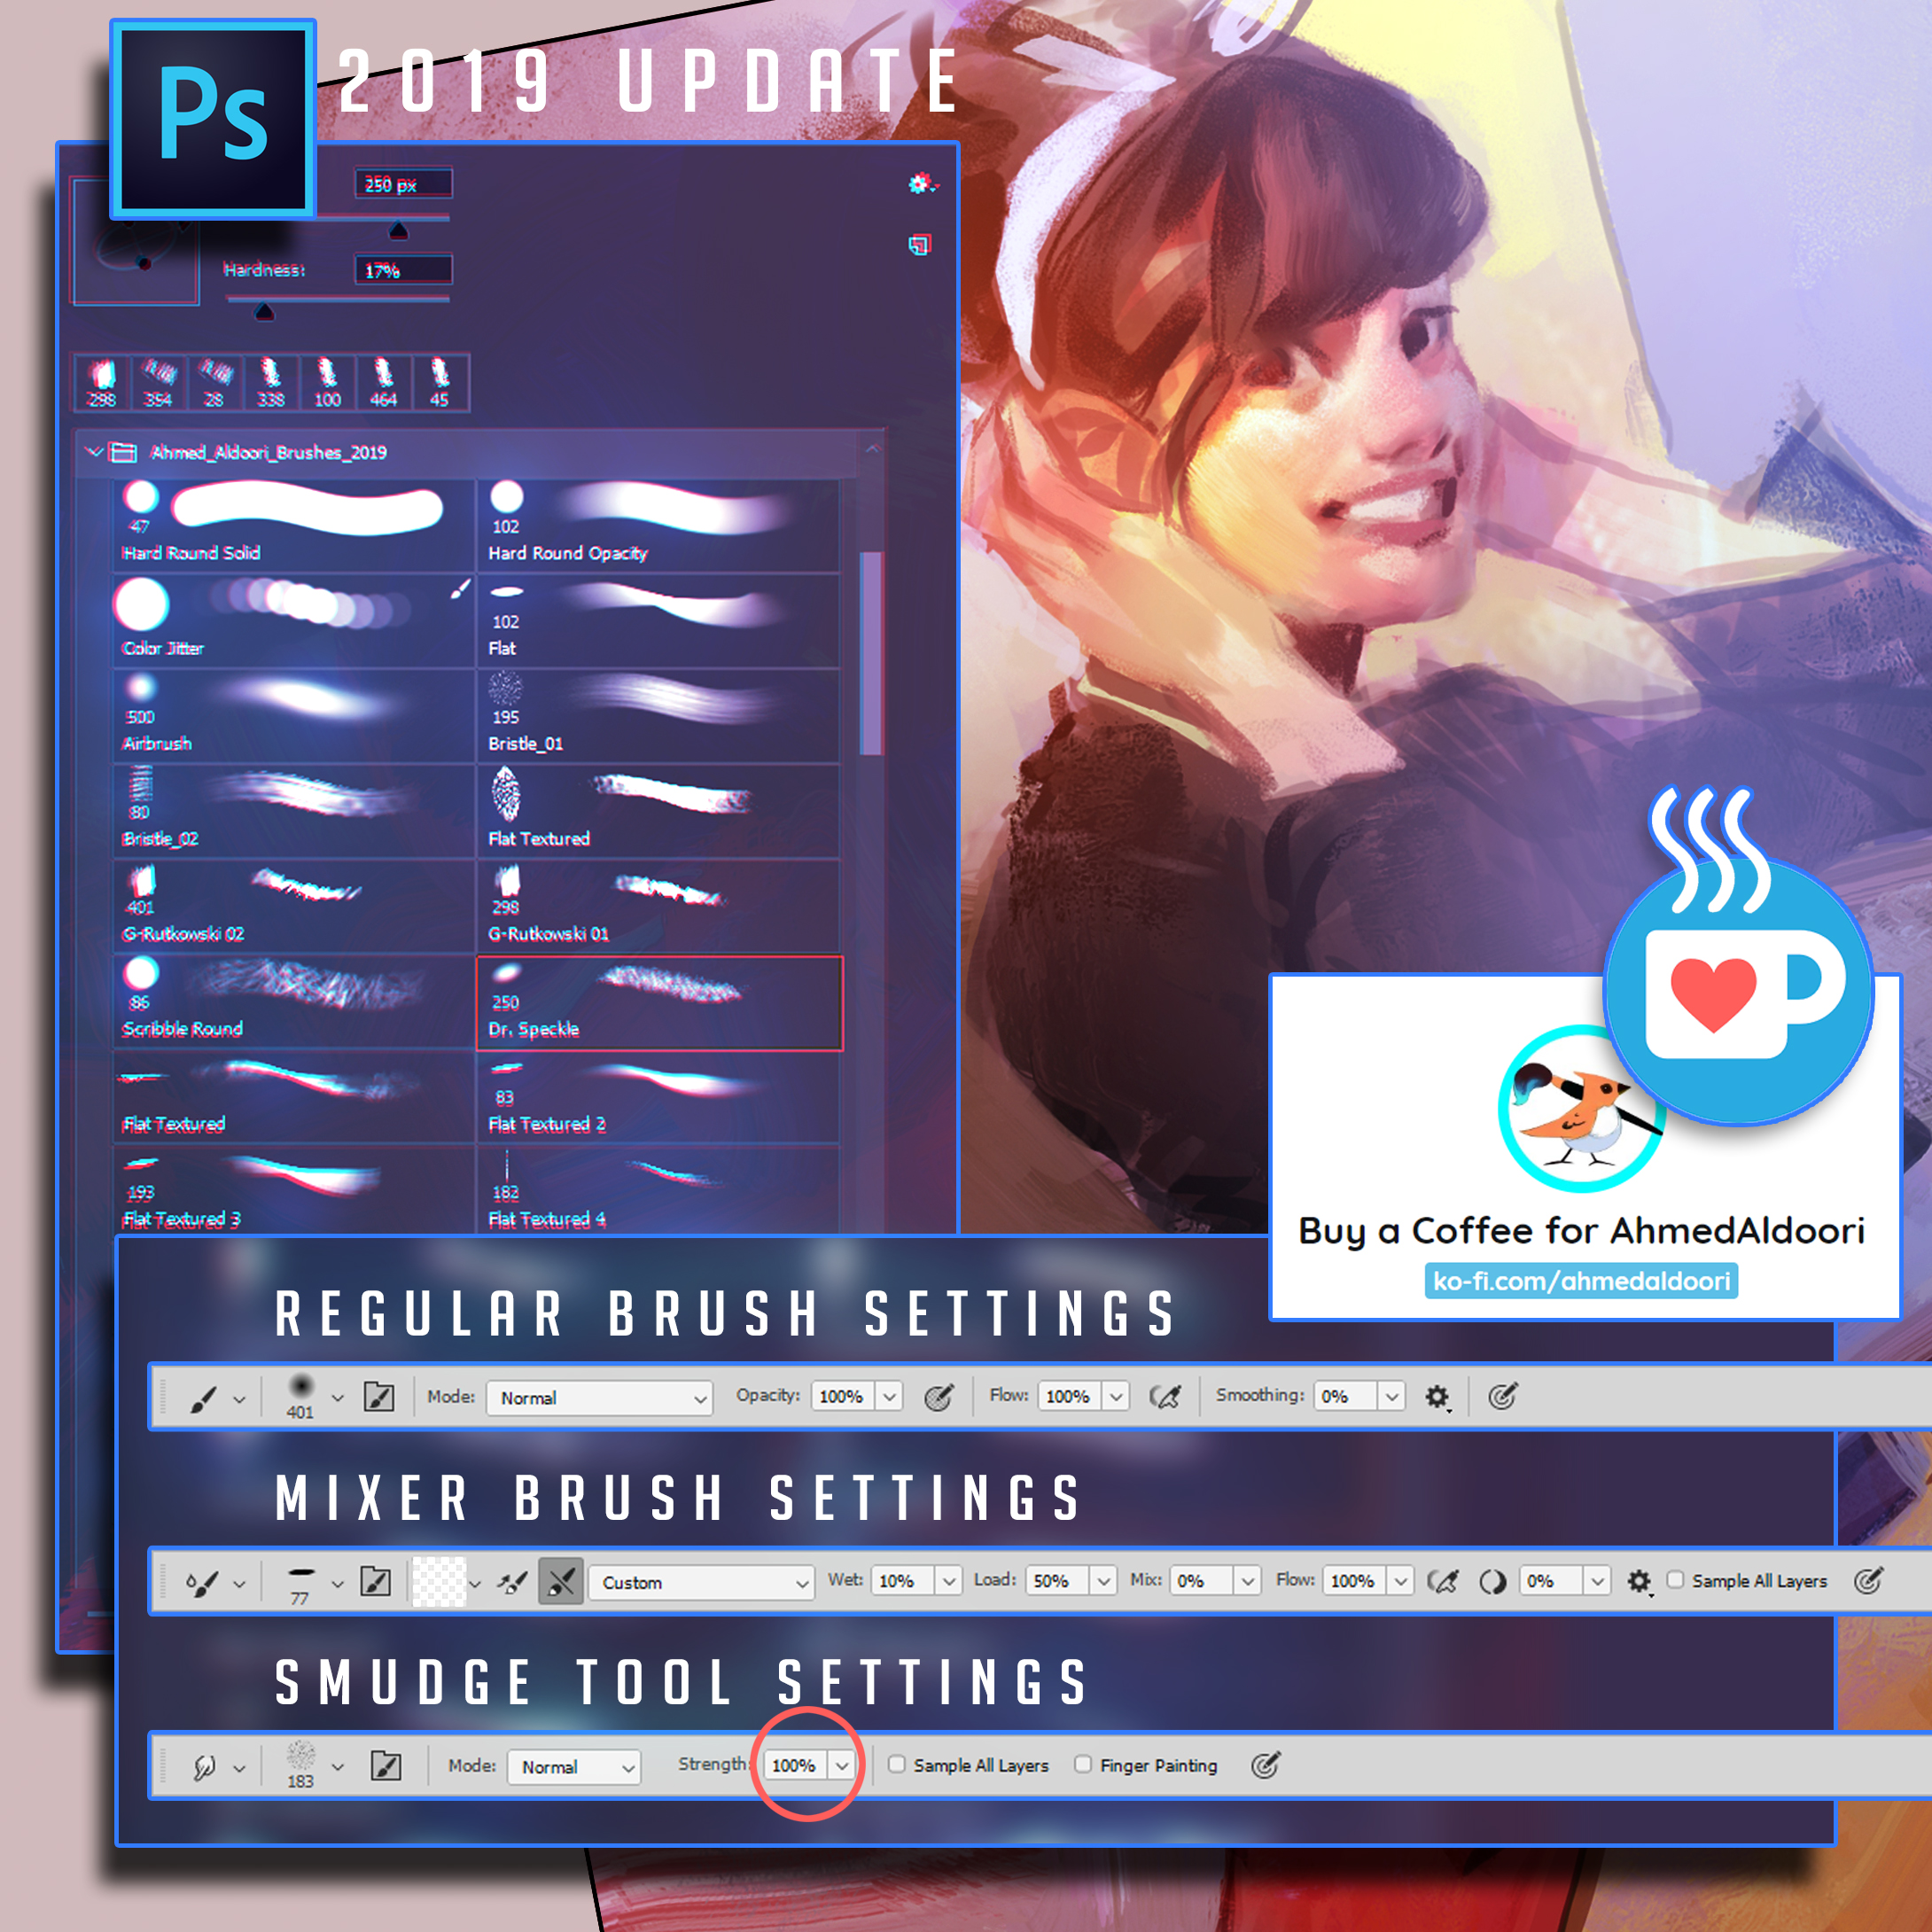 Ps
2019 UPDATE
250 px
Hardness:
17%
298 354 28 338 100 464 45
Ahmed_Aldoori_Brushes_2019
47
Hard Round Solid
102
Hard Round Opacity
Color Jitter
102
Flat
500
Airbrush
195
Bristle_01
80
Bristle_02
Flat Textured
401
G-Rutkowski 02
298
G-Rutkowski 01
86
Scribble Round
250
Dr. Speckle
Flat Textured
83
Flat Textured 2
193
Flat Textured 3
182
Flat Textured 4
Buy a Coffee for AhmedAldoori
ko-fi.com/ahmedaldoori
REGULAR BRUSH SETTINGS
401 Mode: Normal Opacity: 100% Flow: 100% Smoothing: 0%
MIXER BRUSH SETTINGS
77 Custom Wet: 10% Load: 50% Mix: 0% Flow: 100% 0% Sample All Layers
SMUDGE TOOL SETTINGS
183 Mode: Normal Strength: 100% Sample All Layers Finger Painting